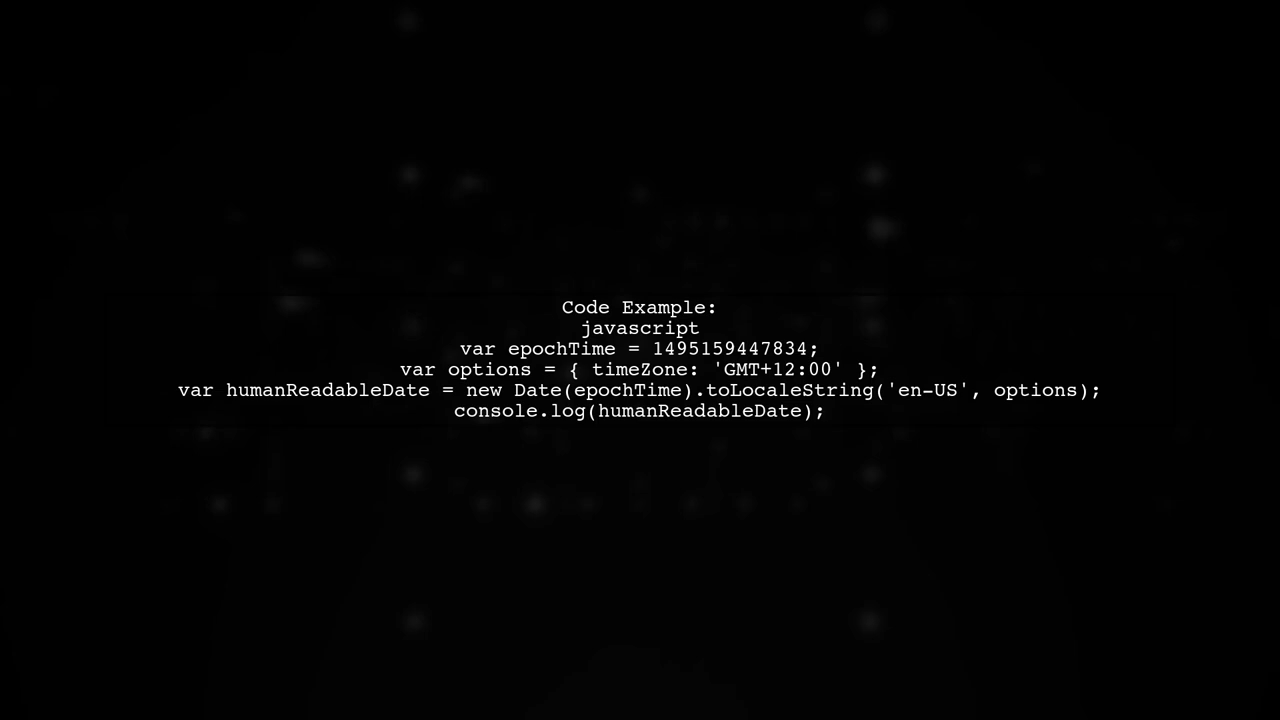 Code Example:
javascript
var epochTime = 1495159447834;
var options = { timeZone: 'GMT+12:00' };
var humanReadableDate = new Date(epochTime).toLocaleString('en-US', options);
console.log(humanReadableDate);